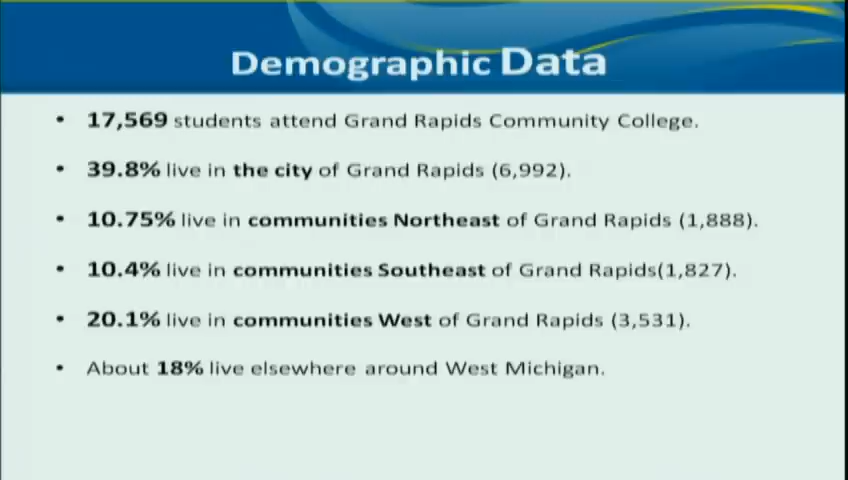 Demographic Data
• 17,569 students attend Grand Rapids Community College.
• 39.8% live in the city of Grand Rapids (6,992).
• 10.75% live in communities Northeast of Grand Rapids (1,888).
• 10.4% live in communities Southeast of Grand Rapids(1,827).
• 20.1% live in communities West of Grand Rapids (3,531).
• About 18% live elsewhere around West Michigan.